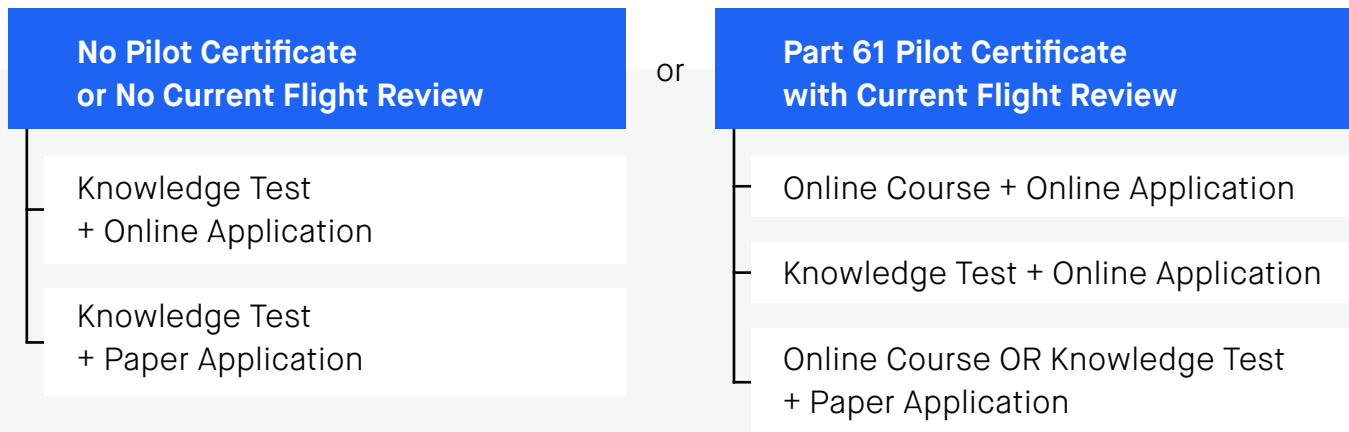 No Pilot Certificate
or No Current Flight Review
Knowledge Test
+ Online Application
Knowledge Test
+ Paper Application
or
Part 61 Pilot Certificate
with Current Flight Review
Online Course + Online Application
Knowledge Test + Online Application
Online Course OR Knowledge Test
+ Paper Application